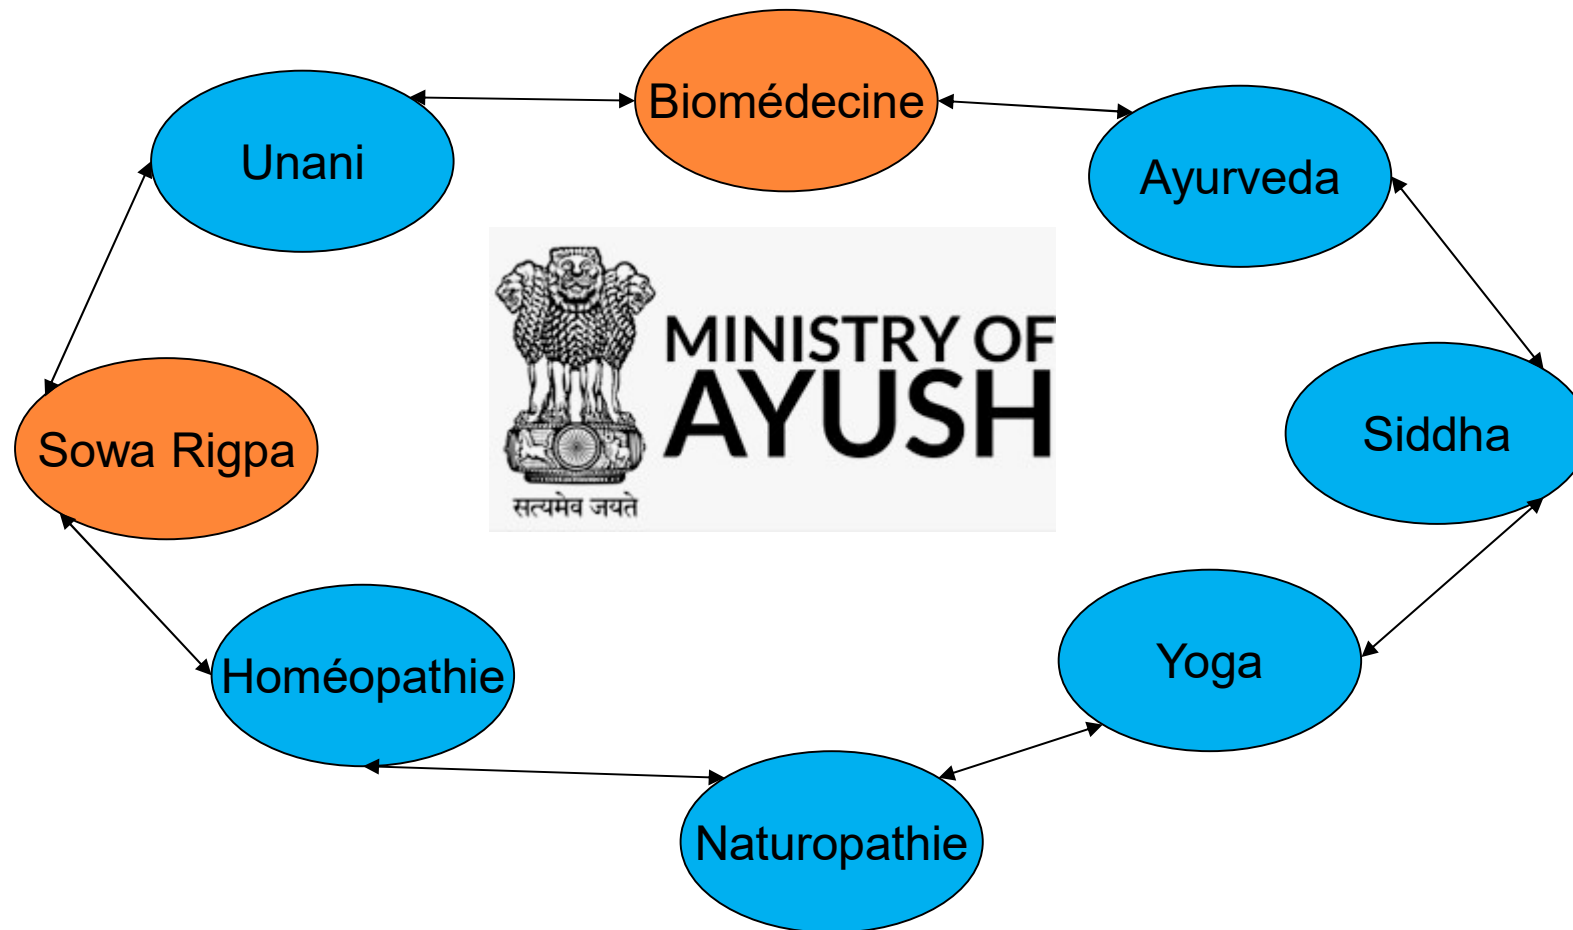 Biomédecine
Unani
Ayurveda
MINISTRY OF
AYUSH
सत्यमेव जयते
Sowa Rigpa
Siddha
Homéopathie
Yoga
Naturopathie